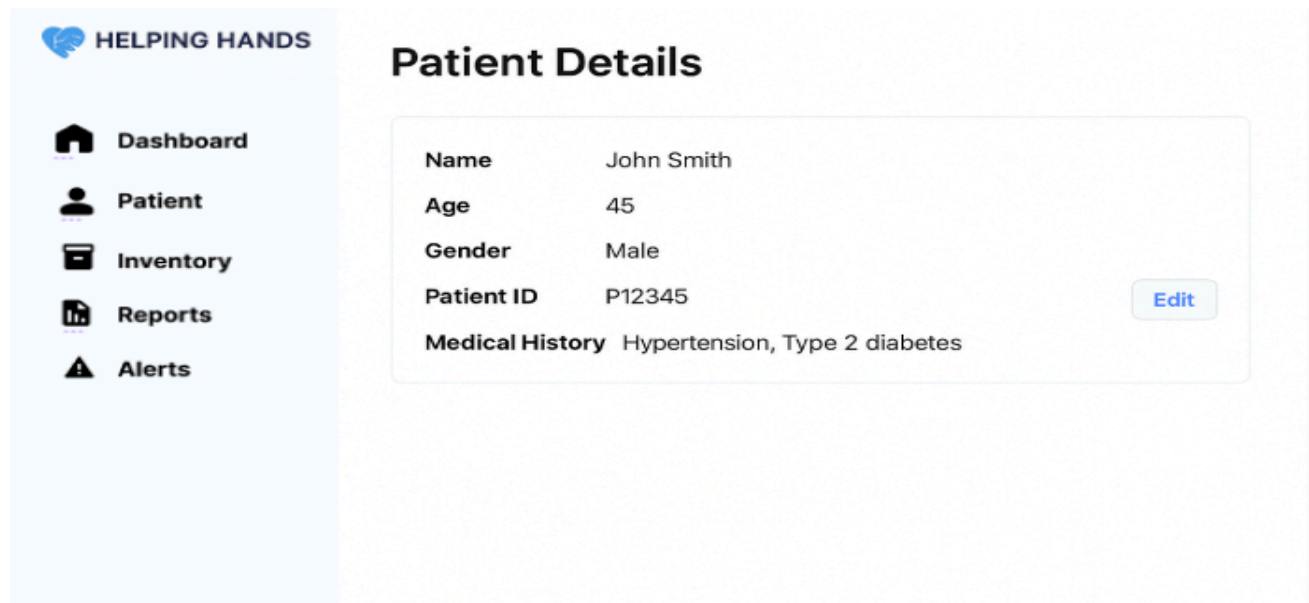 HELPING HANDS
Dashboard
Patient
Inventory
Reports
Alerts
Patient Details
Name John Smith
Age 45
Gender Male
Patient ID P12345
Edit
Medical History Hypertension, Type 2 diabetes